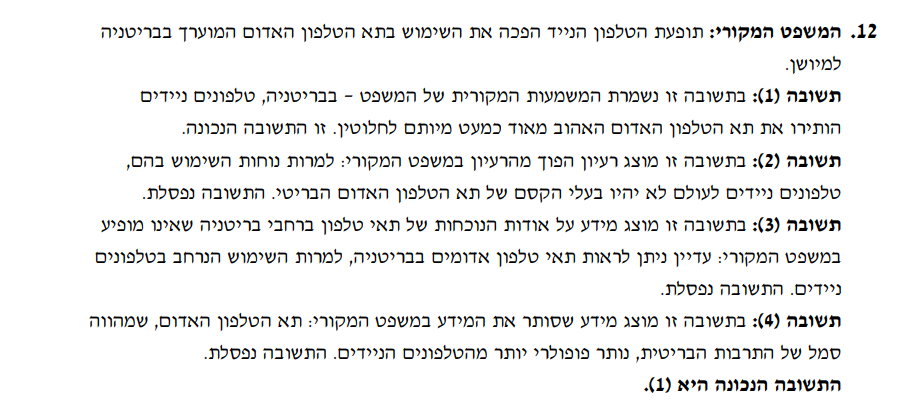 12. המשפט המקורי: תופעת הטלפון הנייד הפכה את השימוש בתא הטלפון האדום המוערך בבריטניה
למיושן.
תשובה (1): בתשובה זו נשמרת המשמעות המקורית של המשפט – בבריטניה, טלפונים ניידים
הותירו את תא הטלפון האדום האהוב מאוד כמעט מיותם לחלוטין. זו התשובה הנכונה.
תשובה (2): בתשובה זו מוצג רעיון הפוך מהרעיון במשפט המקורי: למרות נוחות השימוש בהם,
טלפונים ניידים לעולם לא יהיו בעלי הקסם של תא הטלפון האדום הבריטי. התשובה נפסלת.
תשובה (3): בתשובה זו מוצג מידע על אודות הנוכחות של תאי טלפון ברחבי בריטניה שאינו מופיע
במשפט המקורי: עדיין ניתן לראות תאי טלפון אדומים בבריטניה, למרות השימוש הנרחב בטלפונים
ניידים. התשובה נפסלת.
תשובה (4): בתשובה זו מוצג מידע שסותר את המידע במשפט המקורי: תא הטלפון האדום, שמהווה
סמל של התרבות הבריטית, נותר פופולרי יותר מהטלפונים הניידים. התשובה נפסלת.
התשובה הנכונה היא (1).